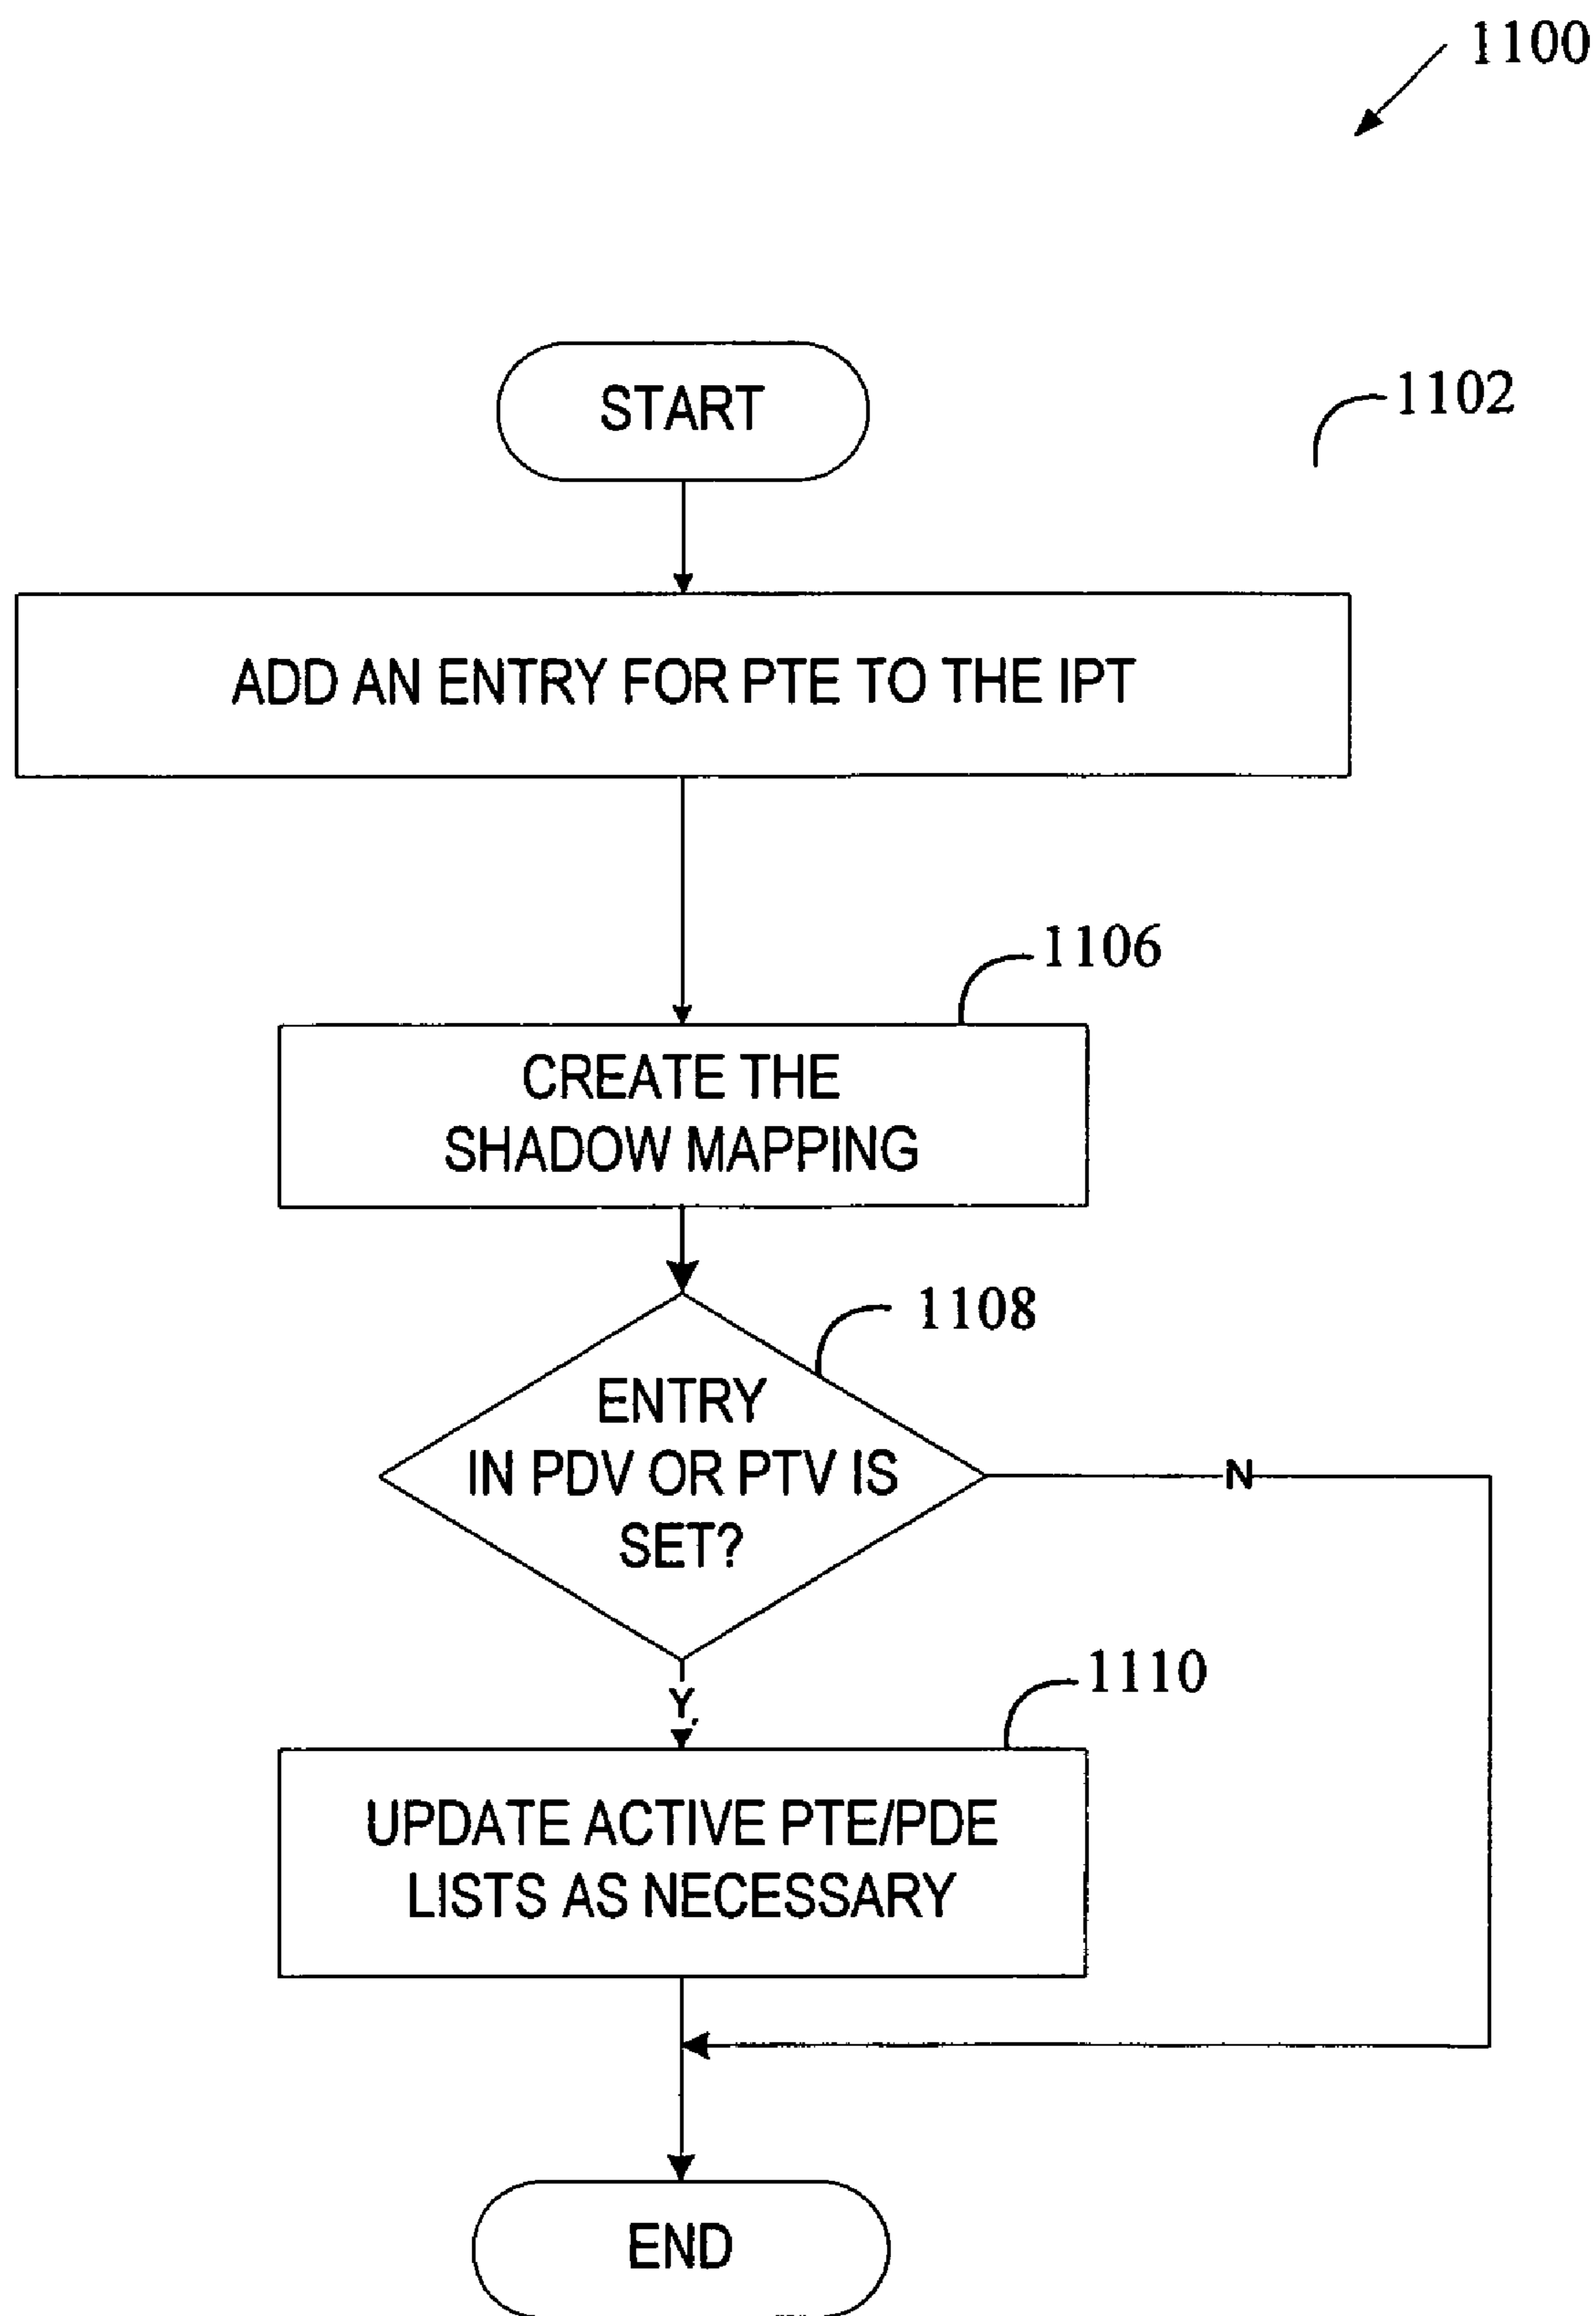 1100
START
1102
ADD AN ENTRY FOR PTE TO THE IPT
1106
CREATE THE
SHADOW MAPPING
1108
ENTRY
IN PDV OR PTV IS
SET?
N
Y
1110
UPDATE ACTIVE PTE/PDE
LISTS AS NECESSARY
END